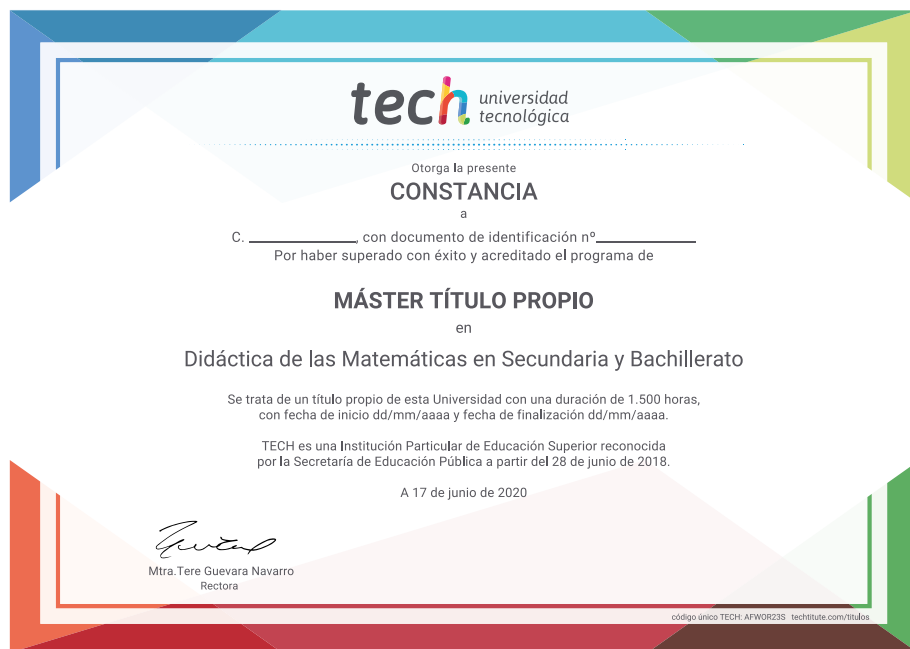 tech universidad
tecnológica
Otorga la presente
CONSTANCIA
a
C. ____________, con documento de identificación nº____________
Por haber superado con éxito y acreditado el programa de
MÁSTER TÍTULO PROPIO
en
Didáctica de las Matemáticas en Secundaria y Bachillerato
Se trata de un título propio de esta Universidad con una duración de 1.500 horas,
con fecha de inicio dd/mm/aaaa y fecha de finalización dd/mm/aaaa.
TECH es una Institución Particular de Educación Superior reconocida
por la Secretaría de Educación Pública a partir del 28 de junio de 2018.
A 17 de junio de 2020
Mtra.Tere Guevara Navarro
Rectora
código único TECH: AFWOR23S techtitute.com/titulos